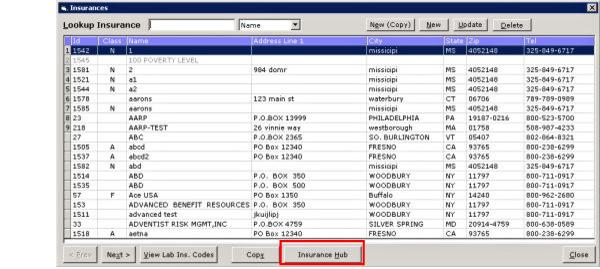 Insurances
Lookup Insurance Name New (Copy) New Update Delete
Id Class Name Address Line 1 City State Zip Tel
1 1542 N 1 missicipi MS 4052148 325-849-6717
2 1545 100 POVERTY LEVEL
3 1581 N 2 984 domr missicipi MS 4052148 325-849-6717
4 1521 N a1 missicipi MS 4052148 325-849-6717
5 1544 N a2 missicipi MS 4052148 325-849-6717
6 1578 aarons 123 main st waterbury CT 06706 789-789-0989
7 1585 N aarons missicipi MS 4052148 325-849-6717
8 23 AARP P.O.BOX 13999 PHILADELPHIA PA 19187-0216 800-523-5700
9 218 AARP-TEST 26 vinnie way westborough MA 01758 508-987-4233
27 ABC P.O.BOX 2365 SO. BURLINGTON VT 05407 802-864-8321
1505 A abcd PO Box 12340 FRESNO CA 93765 800-238-6299
1537 A abcd2 PO Box 12340 FRESNO CA 93765 800-238-6299
1582 N abd missicipi MS 4052148 325-849-6717
1514 ABD P.O. BOX 350 WOODBURY NY 11797 800-711-0917
1535 ABD P.O. BOX 500 WOODBURY NY 11797 800-711-0917
57 F Ace USA PO Box 1350 Buffalo NY 14240 800-962-2680
153 ADVANCED BENEFIT RESOURCES P.O. BOX 350 WOODBURY NY 11797 800-711-0917
1511 advanced test jkuijlipj WOODBURY NY 11797 800-711-0917
33 ADVENTIST RISK MGMT,INC P.O.BOX 4759 SILVER SPRING MD 20914-4759 800-638-0589
1518 A aetna PO Box 12340 FRESNO CA 93765 800-238-6299
< Prev Next > View Lab Ins. Codes Copy Insurance Hub Close